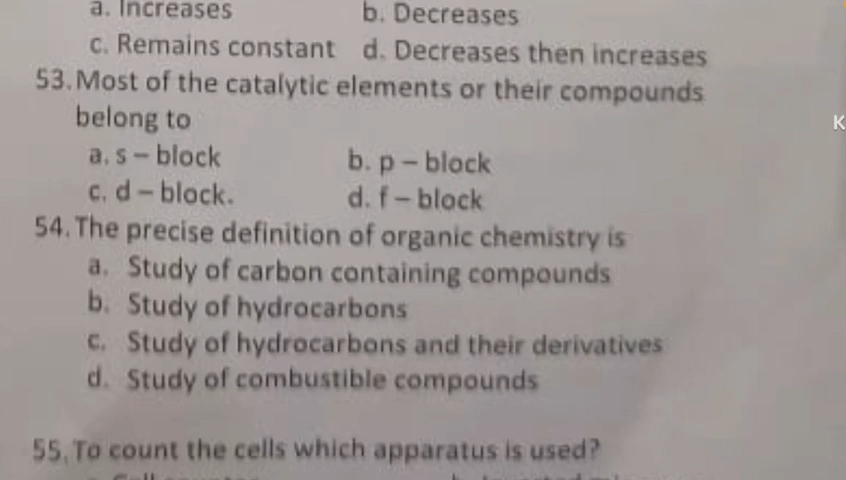 a. Increases b. Decreases
c. Remains constant d. Decreases then increases
53. Most of the catalytic elements or their compounds
belong to
a. s – block b. p – block
c. d – block. d. f – block
54. The precise definition of organic chemistry is
a. Study of carbon containing compounds
b. Study of hydrocarbons
c. Study of hydrocarbons and their derivatives
d. Study of combustible compounds
55. To count the cells which apparatus is used?
K